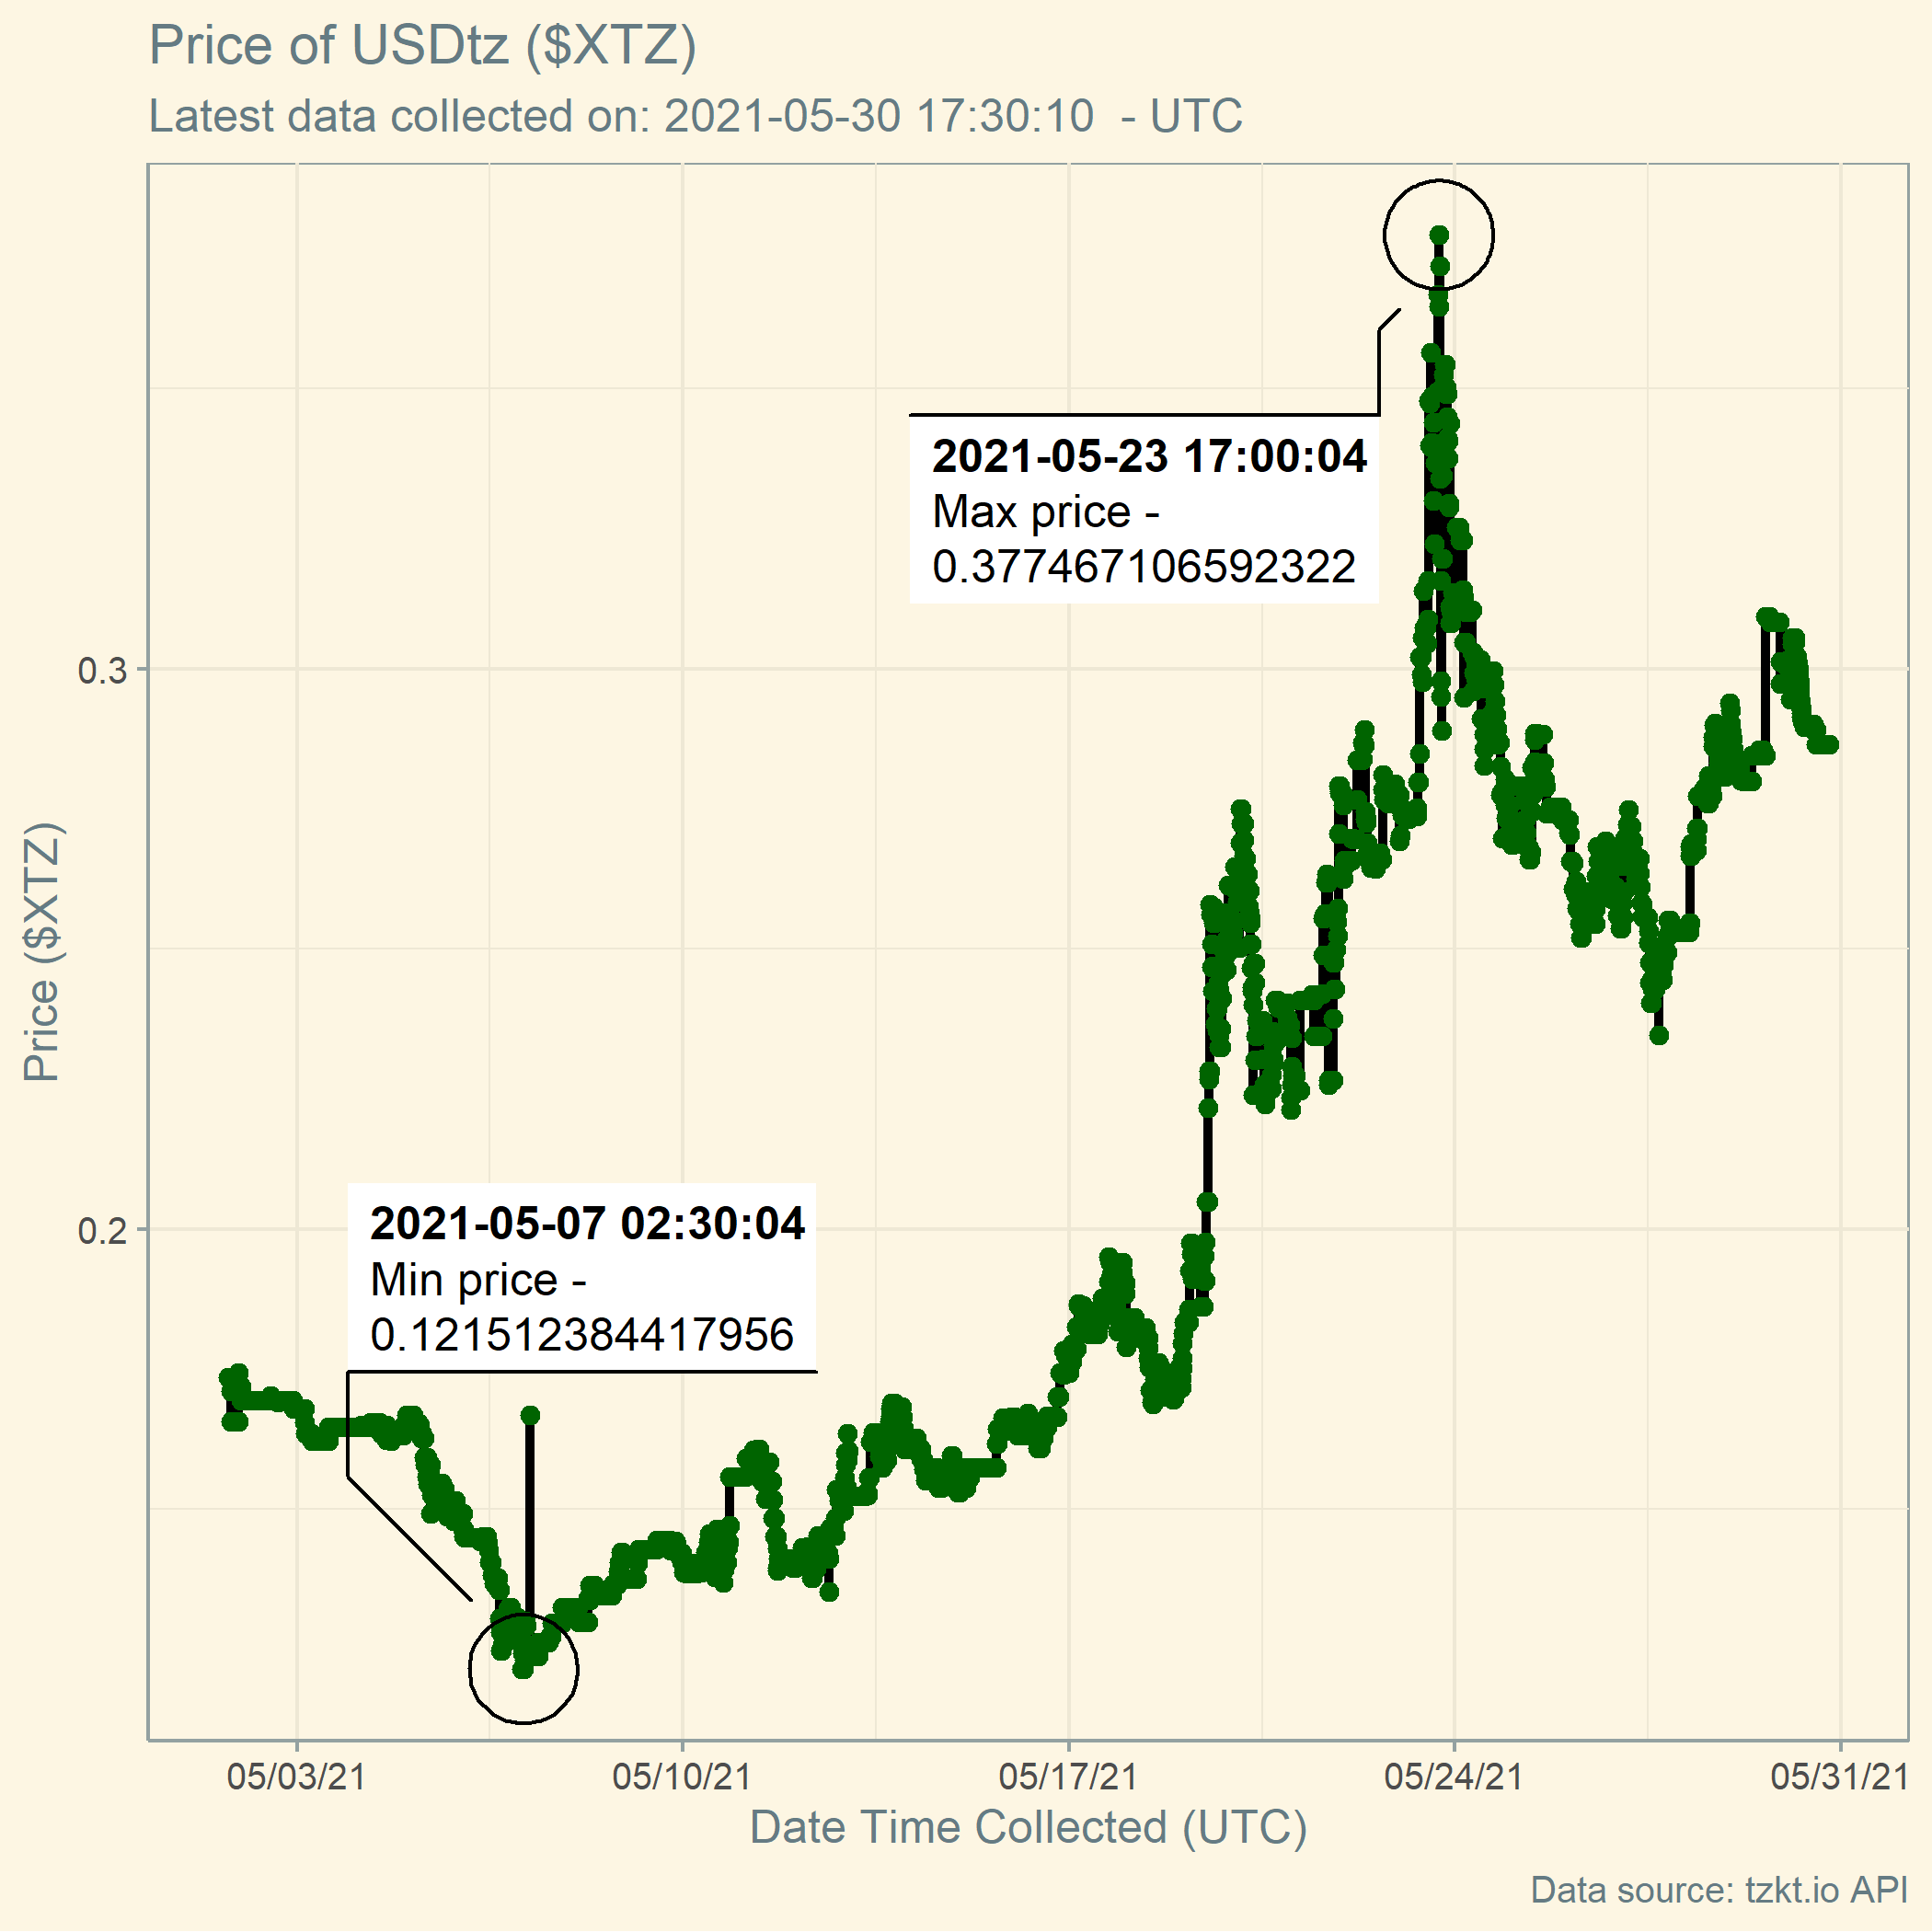 Price of USDtz ($XTZ)
Latest data collected on: 2021-05-30 17:30:10  - UTC
2021-05-23 17:00:04
Max price -
0.377467106592322
0.3
Price ($XTZ)
0.2
2021-05-07 02:30:04
Min price -
0.121512384417956
05/03/21
05/10/21
05/17/21
05/24/21
05/31/21
Date Time Collected (UTC)
Data source: tzkt.io API